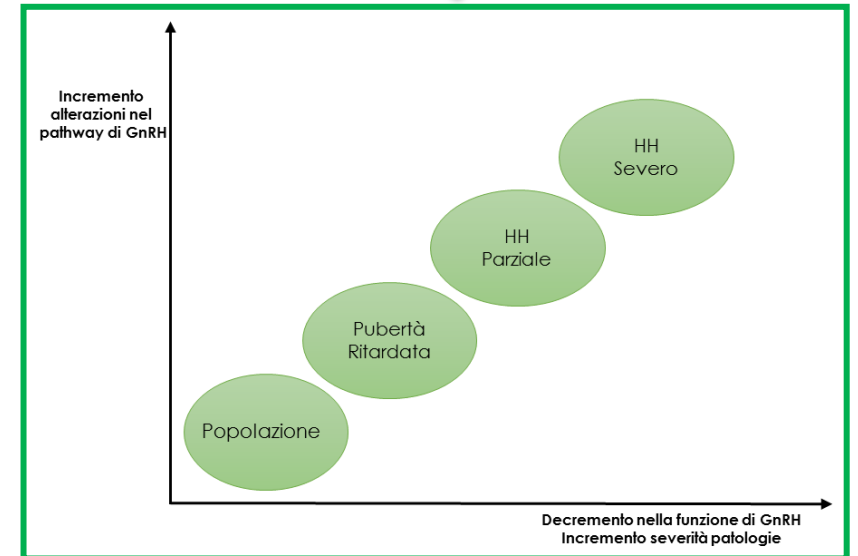 Incremento
alterazioni nel
pathway di GnRH
HH
Severo
HH
Parziale
Pubertà
Ritardata
Popolazione
Decremento nella funzione di GnRH
Incremento severità patologie